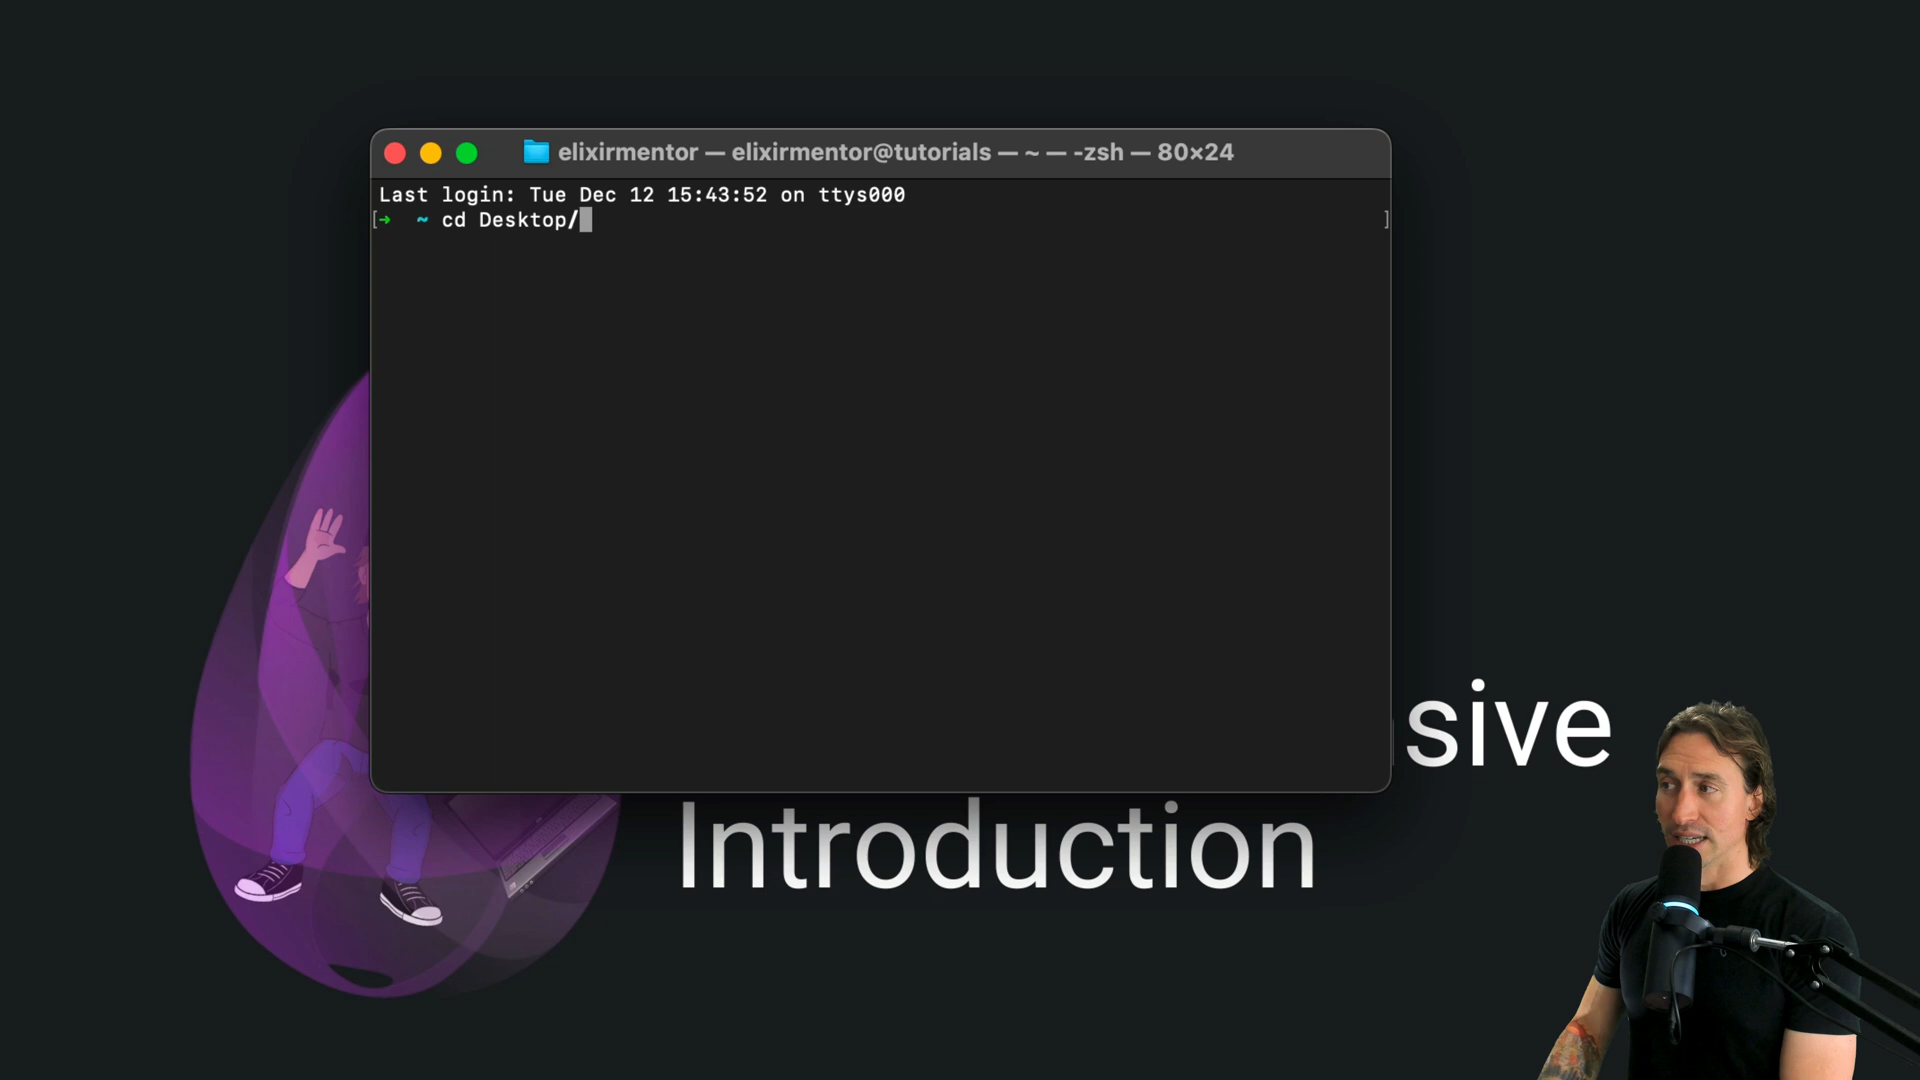 elixirmentor — elixirmentor@tutorials — ~ — -zsh — 80×24
Last login: Tue Dec 12 15:43:52 on ttys000
[➜  ~ cd Desktop/ ]
sive
Introduction